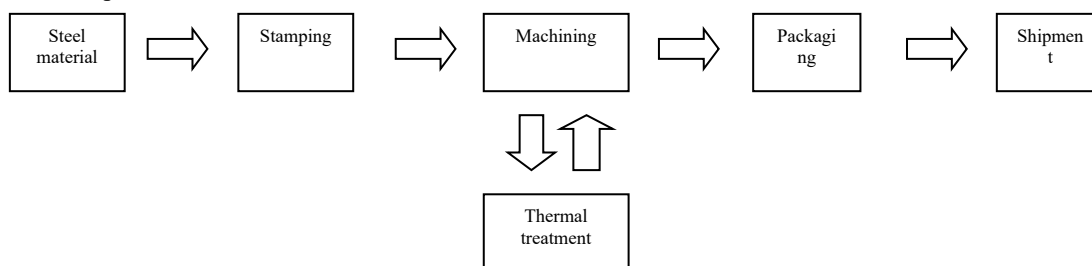 Steel
material
Stamping
Machining
Packagi
ng
Shipmen
t
Thermal
treatment